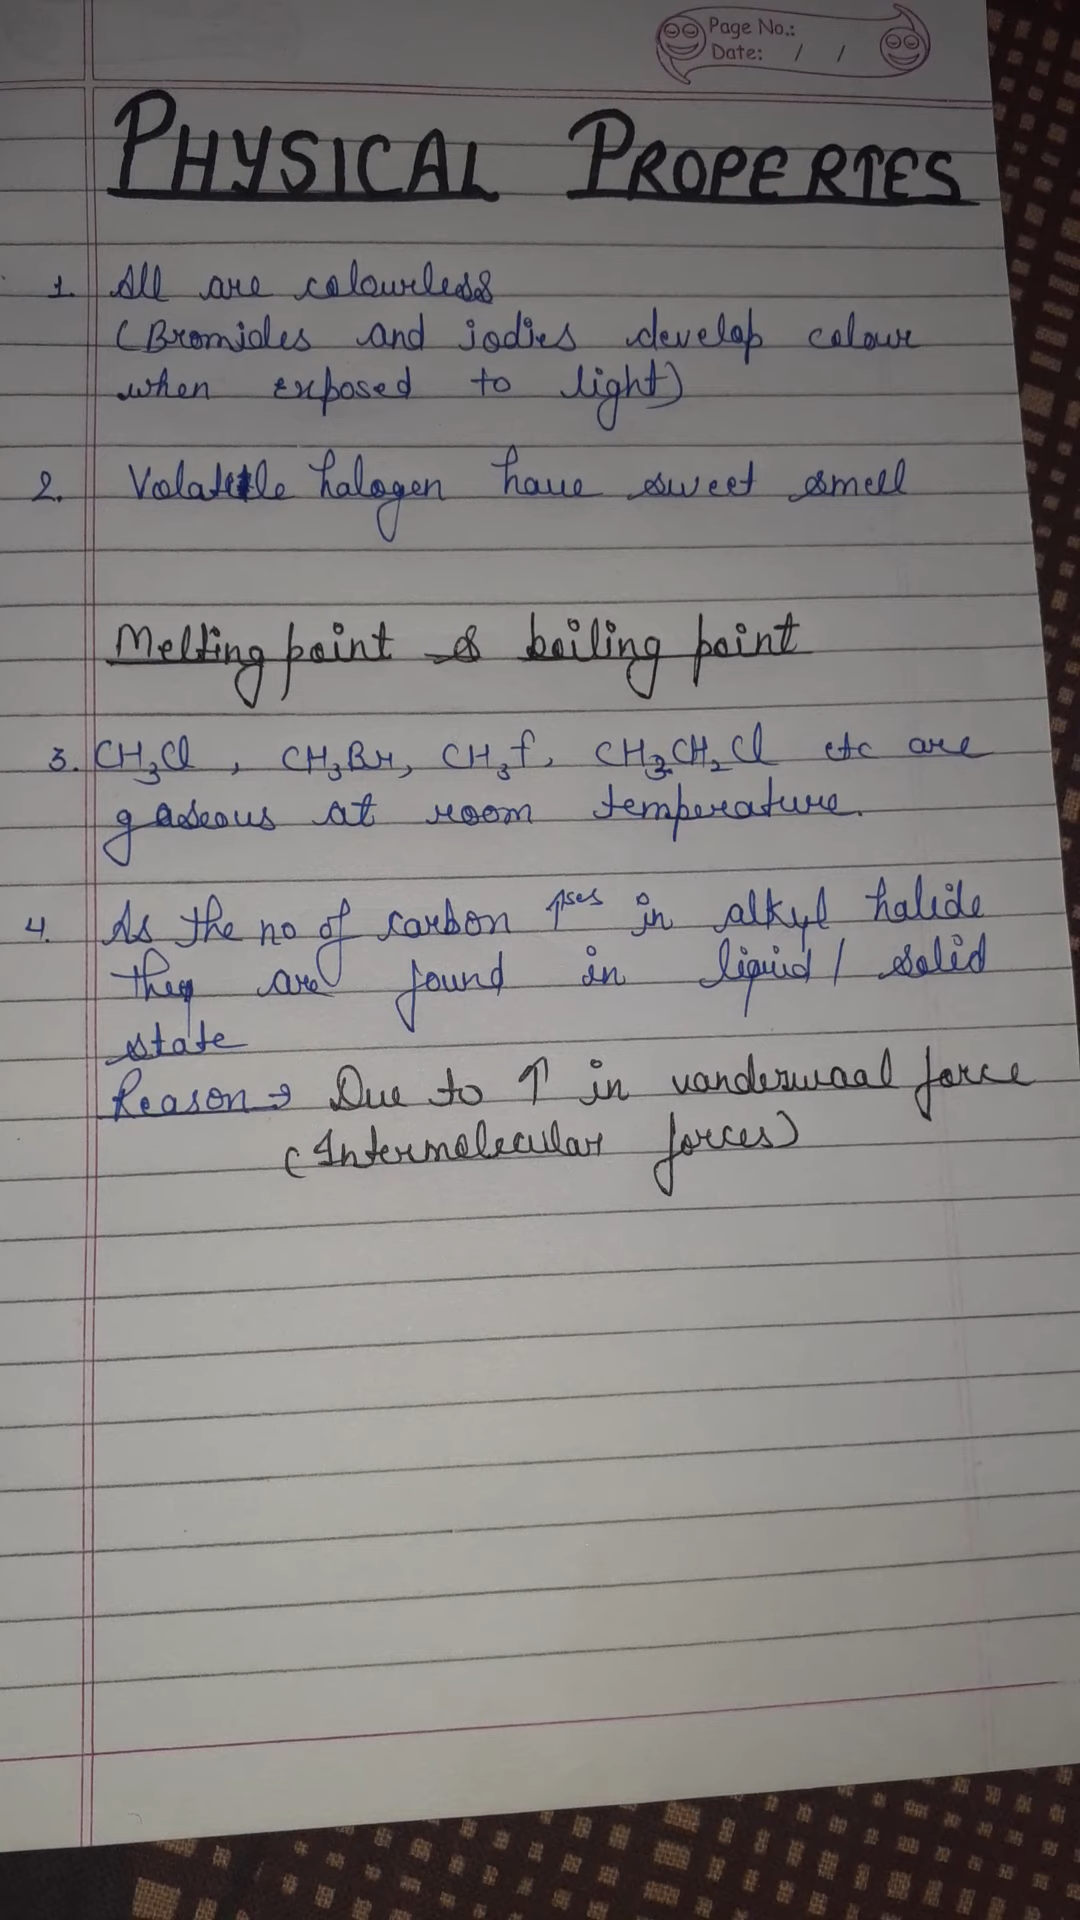 Page No.:
Date: / /
PHYSICAL PROPERTES
1. All are colourless
(Bromides and iodies develop colour
when exposed to light)
2. Volatile halogen have sweet smell
Melting point & boiling point
3. CH₃Cl, CH₃Br, CH₃f, CH₃CH₂Cl etc are
gaseous at room temperature.
4. As the no of carbon ↑ses in alkyl halide
they are found in liquid / solid
state
Reason → Due to ↑ in vanderwaal force
(Intermolecular forces)